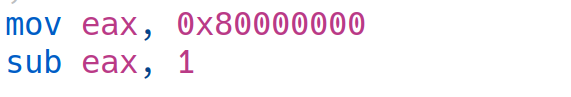 mov eax, 0x80000000
sub eax, 1